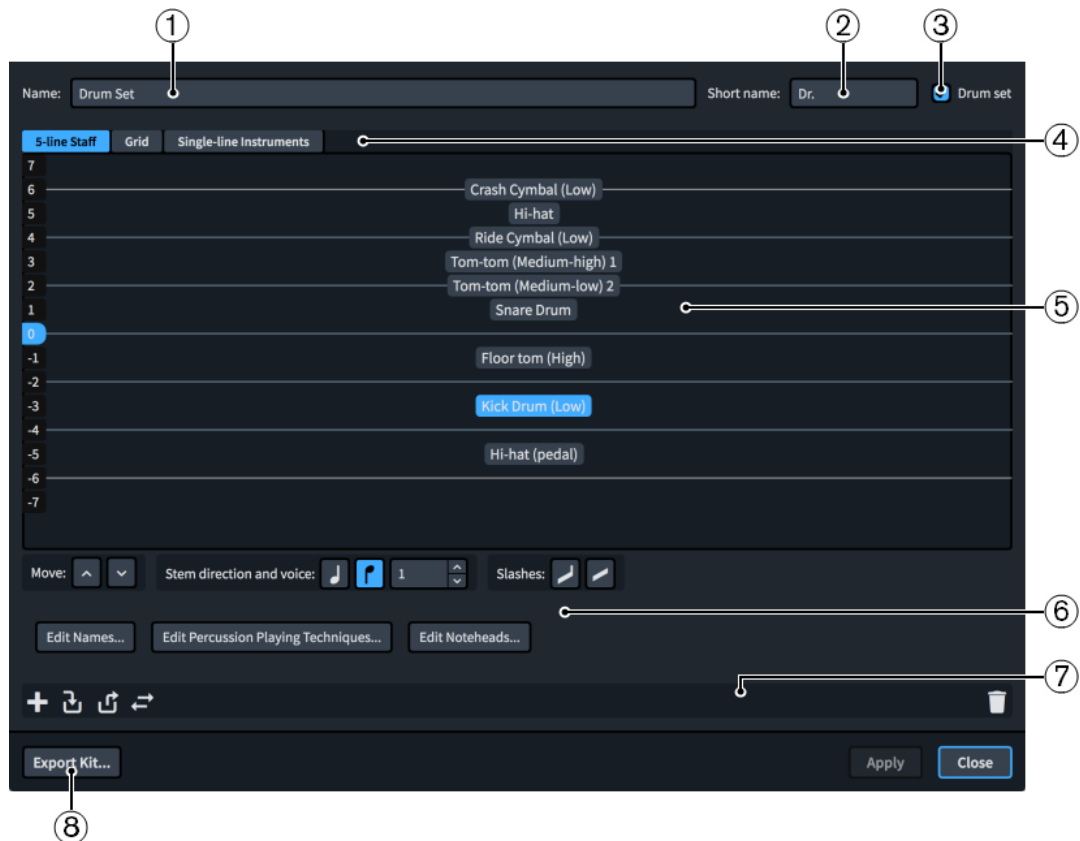 ① ② ③
Name: Drum Set Short name: Dr. Drum set
5-line Staff Grid Single-line Instruments ④
7
6 Crash Cymbal (Low)
5 Hi-hat
4 Ride Cymbal (Low)
3 Tom-tom (Medium-high) 1
2 Tom-tom (Medium-low) 2
1 Snare Drum ⑤
0
-1 Floor tom (High)
-2
-3 Kick Drum (Low)
-4
-5 Hi-hat (pedal)
-6
-7
Move: Stem direction and voice: 1 Slashes:
⑥
Edit Names... Edit Percussion Playing Techniques... Edit Noteheads...
⑦
Export Kit... Apply Close
⑧